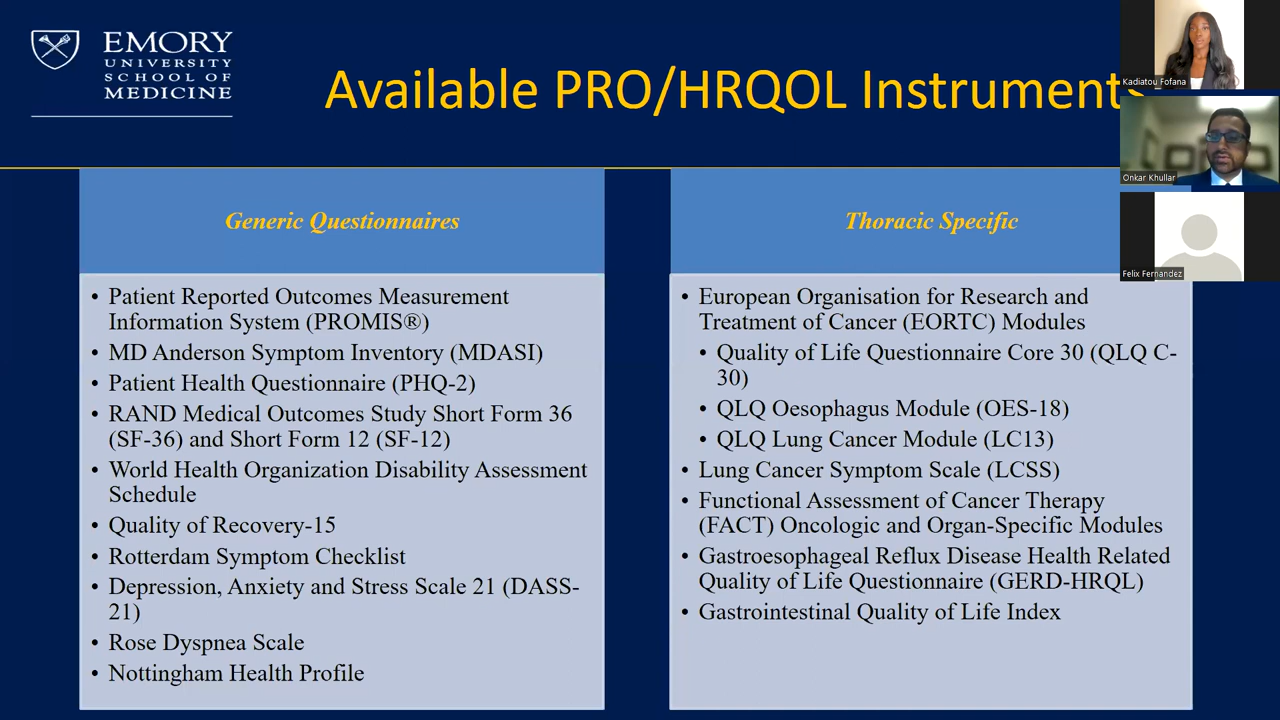 EMORY
UNIVERSITY
SCHOOL OF
MEDICINE
Available PRO/HRQOL Instruments
Kadiatou Fofana
Onkar Khullar
Felix Fernandez
Generic Questionnaires
• Patient Reported Outcomes Measurement
Information System (PROMIS®)
• MD Anderson Symptom Inventory (MDASI)
• Patient Health Questionnaire (PHQ-2)
• RAND Medical Outcomes Study Short Form 36
(SF-36) and Short Form 12 (SF-12)
• World Health Organization Disability Assessment
Schedule
• Quality of Recovery-15
• Rotterdam Symptom Checklist
• Depression, Anxiety and Stress Scale 21 (DASS-
21)
• Rose Dyspnea Scale
• Nottingham Health Profile
Thoracic Specific
• European Organisation for Research and
Treatment of Cancer (EORTC) Modules
• Quality of Life Questionnaire Core 30 (QLQ C-
30)
• QLQ Oesophagus Module (OES-18)
• QLQ Lung Cancer Module (LC13)
• Lung Cancer Symptom Scale (LCSS)
• Functional Assessment of Cancer Therapy
(FACT) Oncologic and Organ-Specific Modules
• Gastroesophageal Reflux Disease Health Related
Quality of Life Questionnaire (GERD-HRQL)
• Gastrointestinal Quality of Life Index